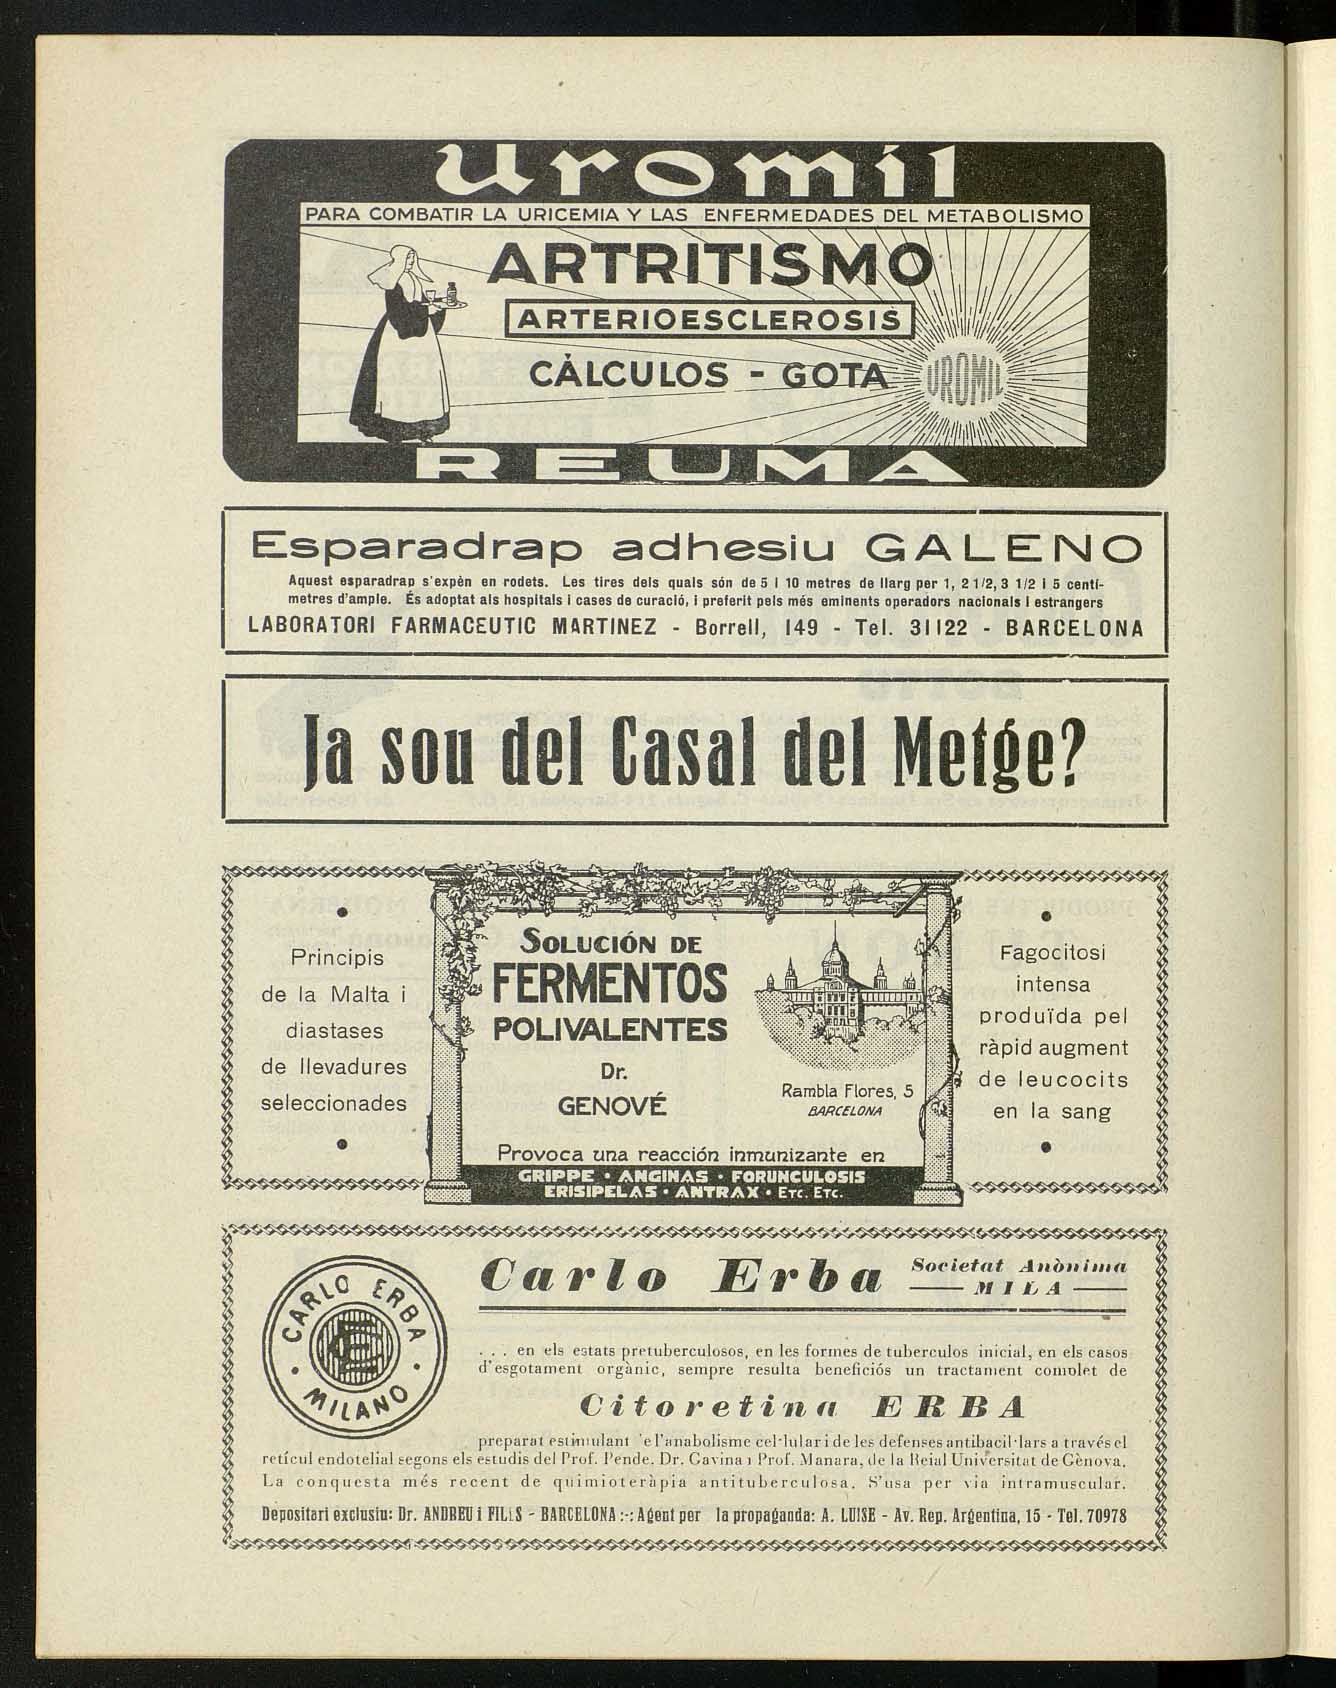 uromil
PARA COMBATIR LA URICEMIA Y LAS ENFERMEDADES DEL METABOLISMO
ARTRITISMO
ARTERIOESCLEROSIS
CÀLCULOS - GOTA
UROMIL
REUMA
Esparadrap adhesiu GALENO
Aquest esparadrap s'expèn en rodets. Les tires dels quals són de 5 i 10 metres de llarg per 1, 2 1/2, 3 1/2 i 5 centí-
metres d'ample. És adoptat als hospitals i cases de curació, i preferit pels més eminents operadors nacionals i estrangers
LABORATORI FARMACEUTIC MARTINEZ - Borrell, 149 - Tel. 31122 - BARCELONA
Ja sou del Casal del Metge?
Principis
de la Malta i
diastases
de llevadures
seleccionades
SOLUCIÓN DE
FERMENTOS
POLIVALENTES
Dr.
GENOVÉ
Rambla Flores, 5
BARCELONA
Provoca una reacción inmunizante en
GRIPPE • ANGINAS • FORUNCULOSIS
ERISIPELAS • ANTRAX • ETC. ETC.
Fagocitosi
intensa
produïda pel
ràpid augment
de leucocits
en la sang
CARLO ERBA
CE
• MILANO •
Carlo Erba
Societat Anònima
MILA
. . . en els estats pretuberculosos, en les formes de tuberculos inicial, en els casos
d'esgotament orgànic, sempre resulta beneficiós un tractament complet de
Citoretina ERBA
preparat estimulant 'e l'anabolisme cel·lular i de les defenses antibacil·lars a través el
retícul endotelial segons els estudis del Prof. Pende, Dr. Gavina i Prof. Manara, de la Reial Universitat de Gènova.
La conquesta més recent de quimioteràpia antituberculosa. S'usa per via intramuscular.
Depositari exclusiu: Dr. ANDREU i FILLS - BARCELONA :-: Agent per la propaganda: A. LUISE - Av. Rep. Argentina, 15 - Tel. 70978